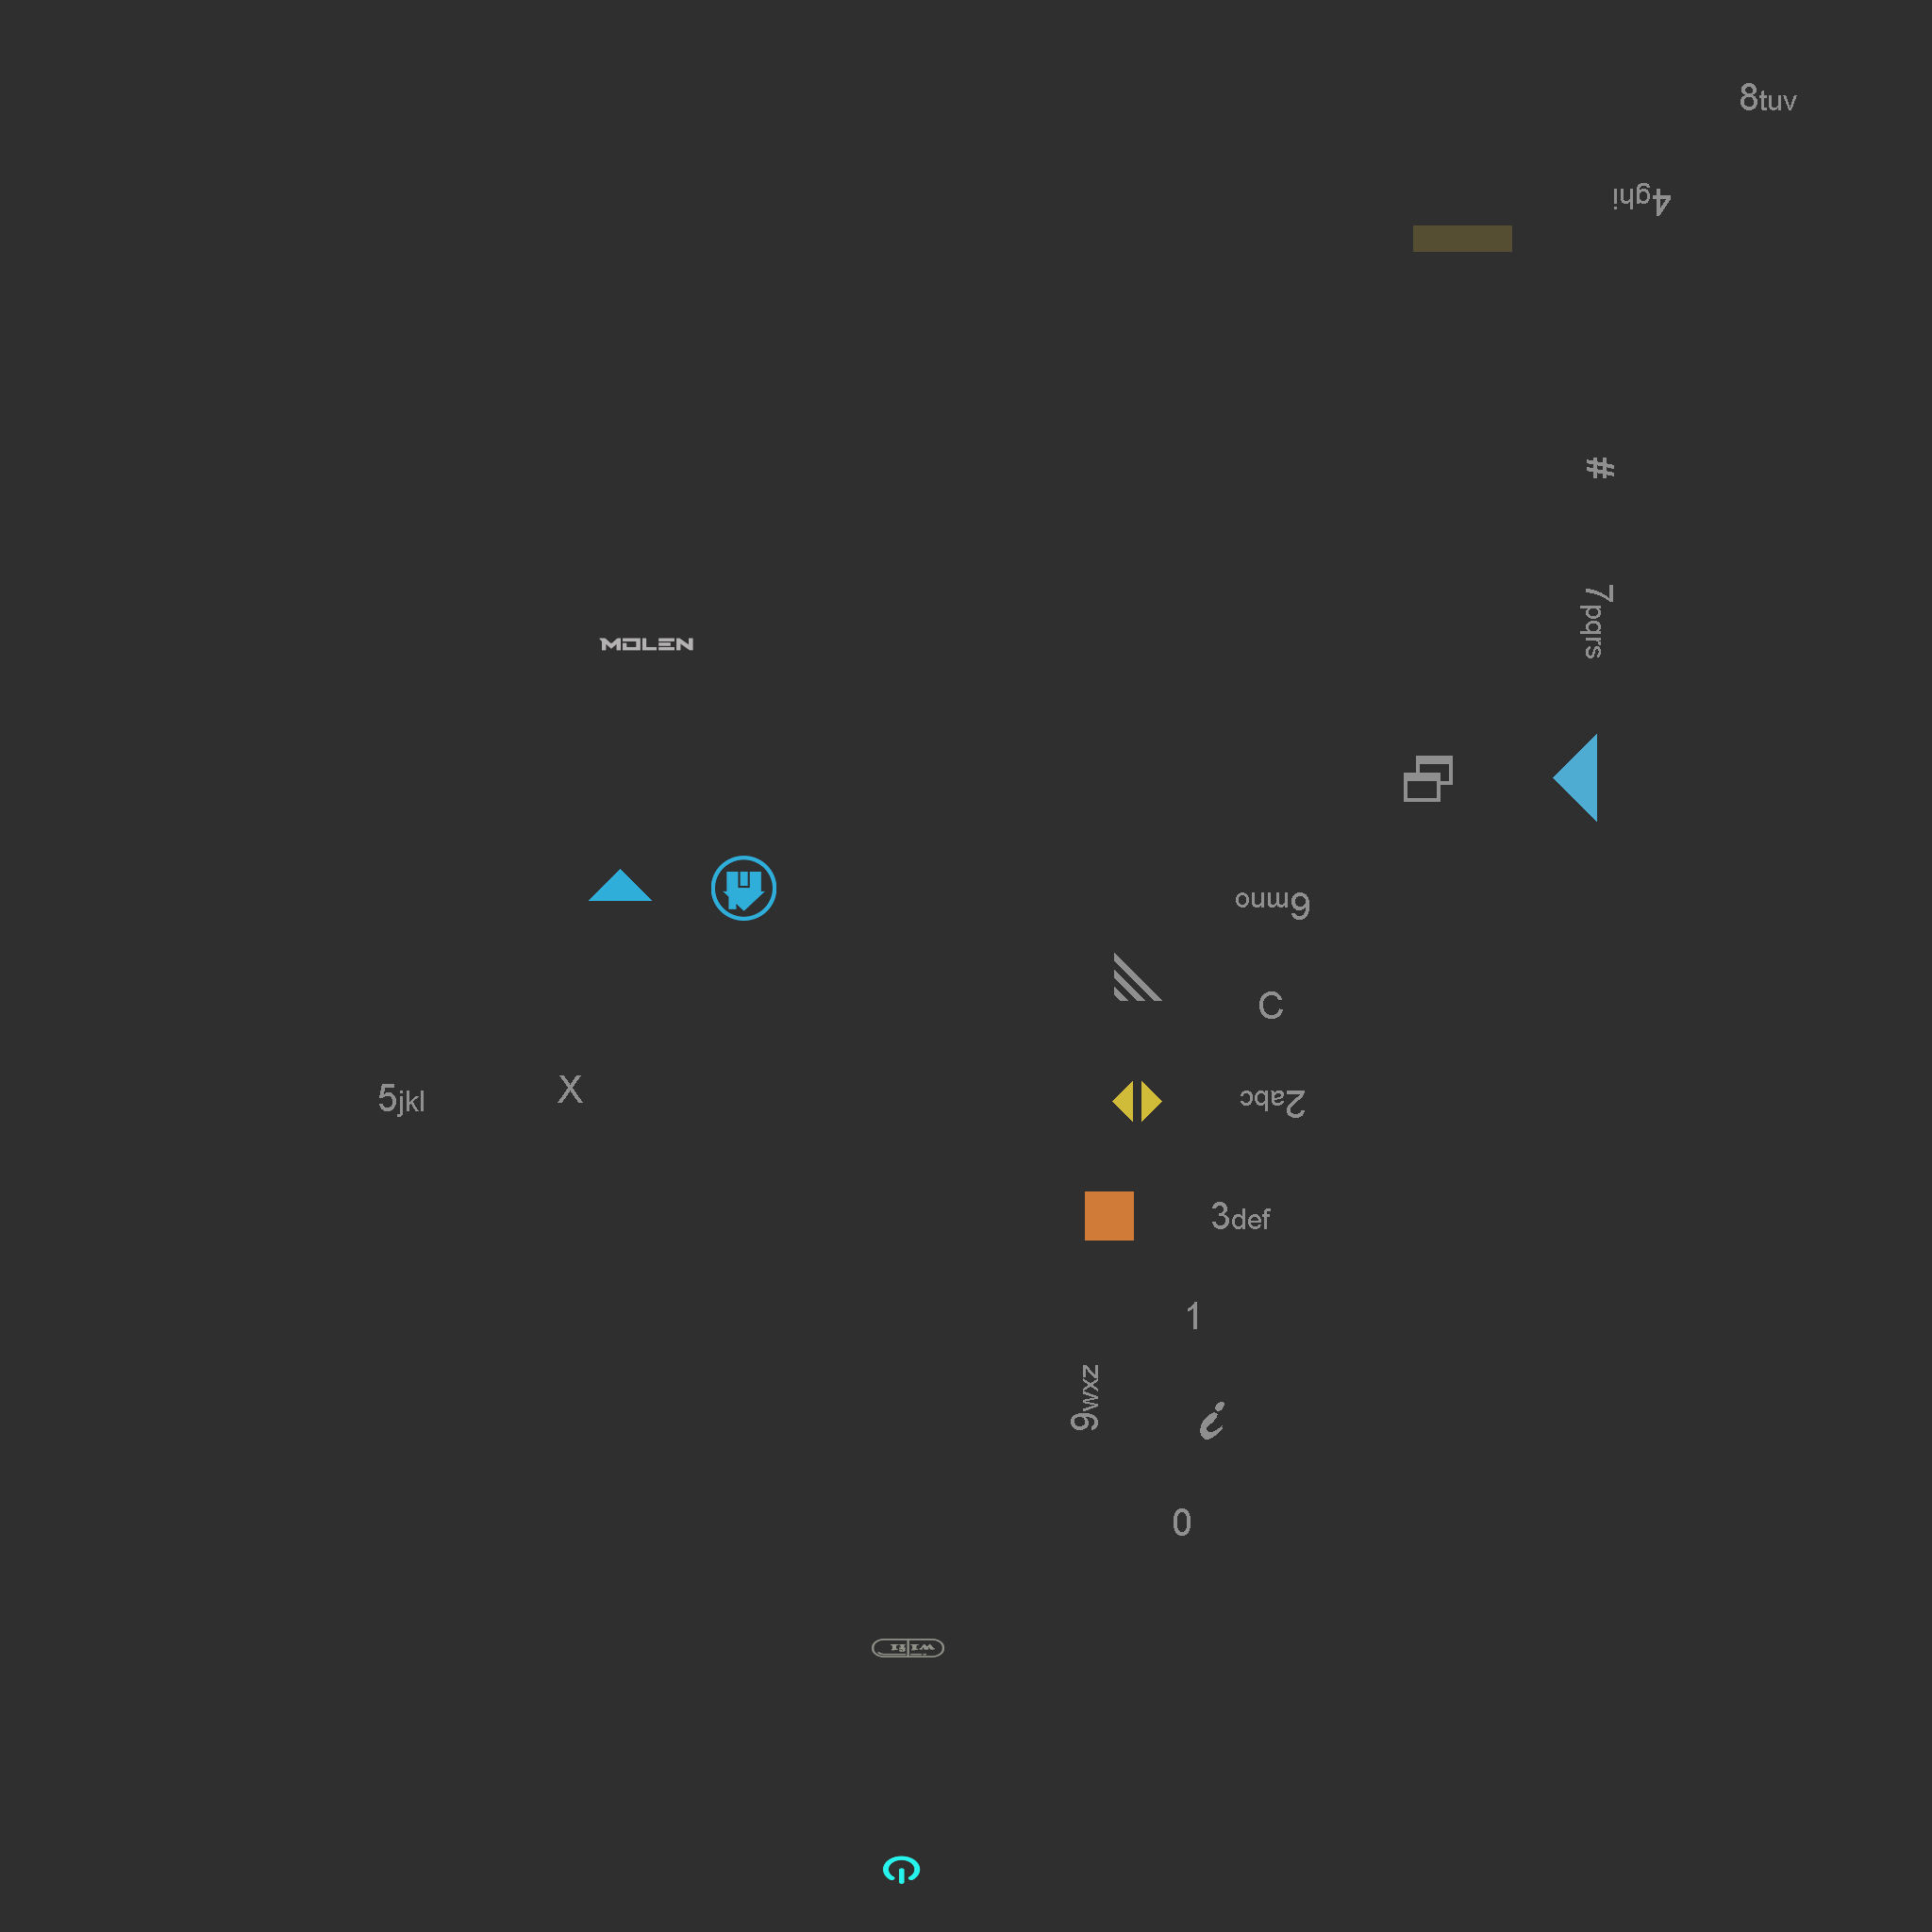 8tuv
4ghi
#
7pqrs
MOLEN
6mno
C
5jkl
X
2abc
3def
1
9wxz
i
0